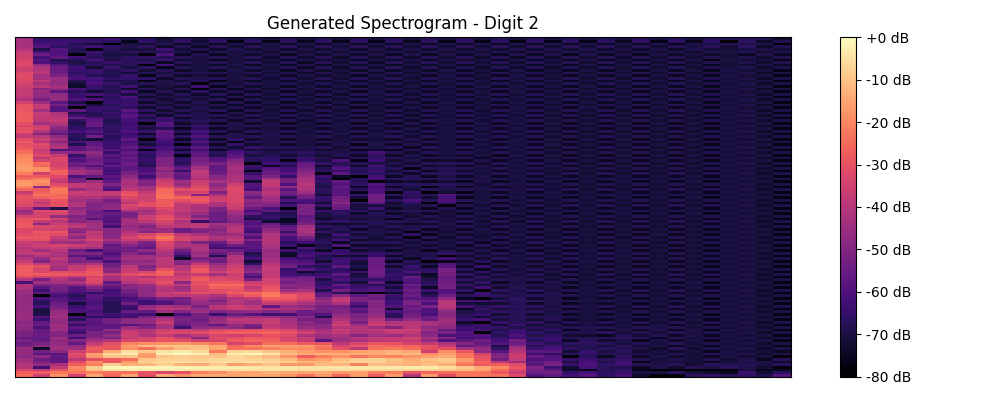 Generated Spectrogram - Digit 2
+0 dB
-10 dB
-20 dB
-30 dB
-40 dB
-50 dB
-60 dB
-70 dB
-80 dB